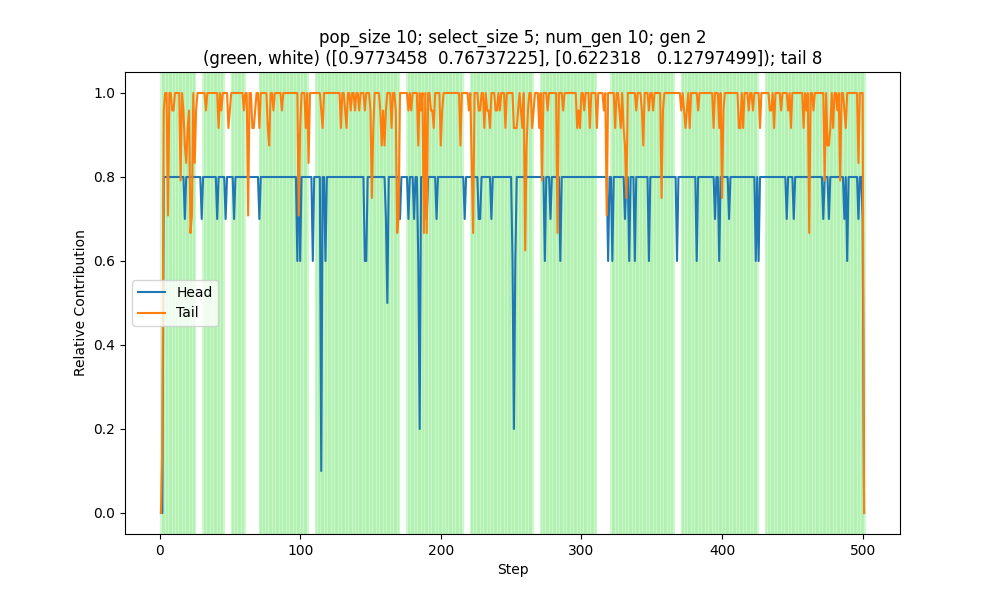 pop_size 10; select_size 5; num_gen 10; gen 2
(green, white) ([0.9773458  0.76737225], [0.622318   0.12797499]); tail 8
Relative Contribution
1.0
0.8
0.6
0.4
0.2
0.0
Head
Tail
0 100 200 300 400 500
Step